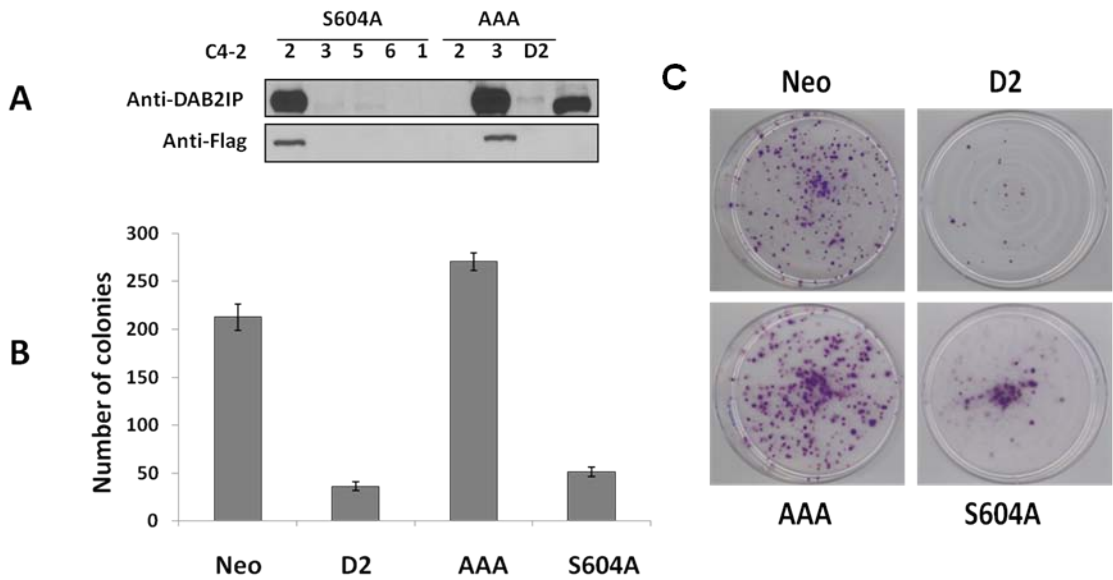 A
S604A AAA
C4-2 2 3 5 6 1 2 3 D2
Anti-DAB2IP
Anti-Flag
B
Number of colonies
300
250
200
150
100
50
0
Neo D2 AAA S604A
C
Neo D2
AAA S604A